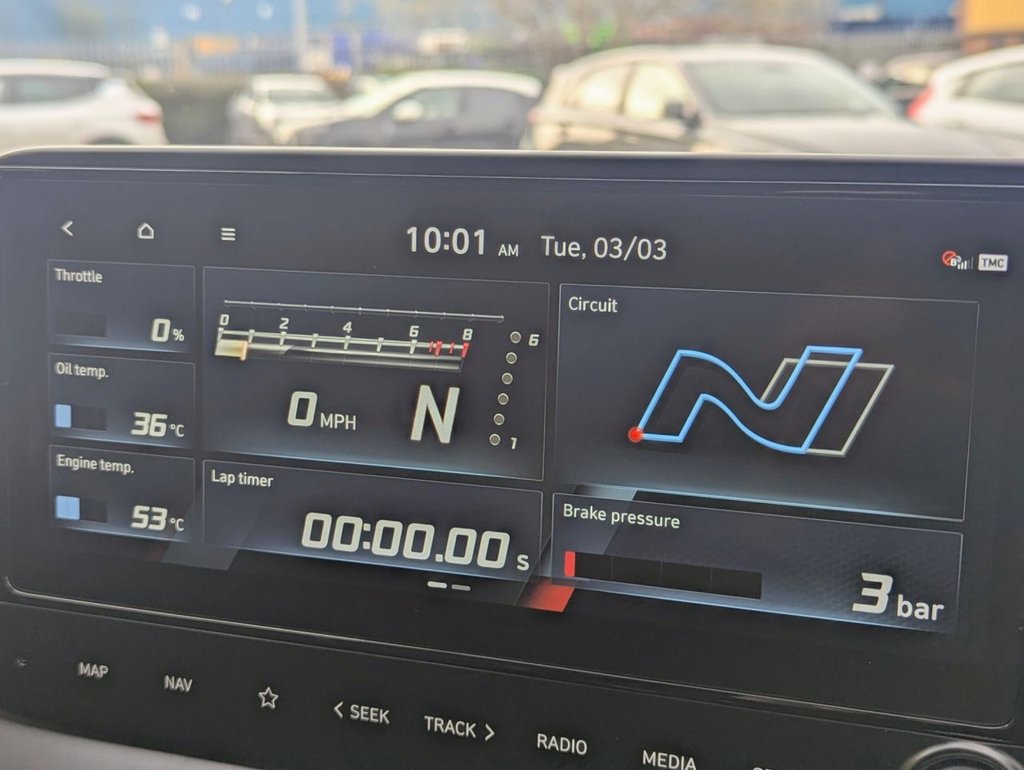 10:01 AM Tue, 03/03
TMC
Throttle
0%
Oil temp.
36°C
Engine temp.
53°C
0 2 4 6 8
6
1
0 MPH
N
Lap timer
00:00.00 s
Circuit
Brake pressure
3 bar
MAP
NAV
< SEEK
TRACK >
RADIO
MEDIA